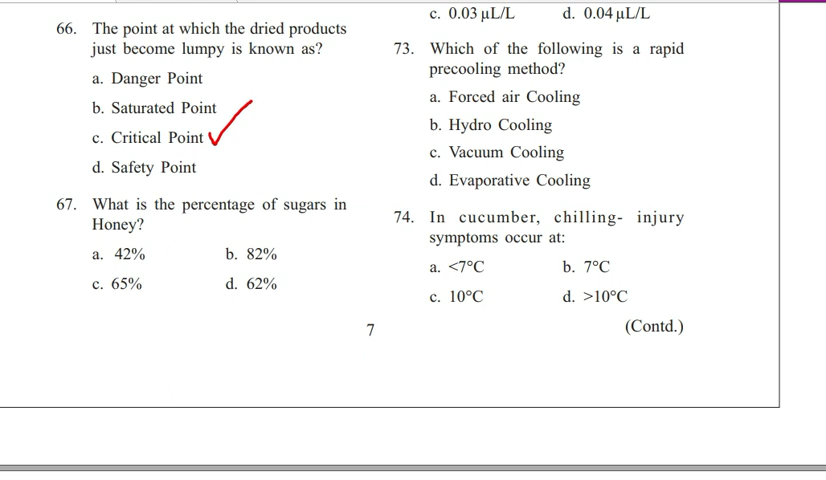 66. The point at which the dried products
just become lumpy is known as?
a. Danger Point
b. Saturated Point
c. Critical Point
d. Safety Point
67. What is the percentage of sugars in
Honey?
a. 42% b. 82%
c. 65% d. 62%
c. 0.03 µL/L d. 0.04 µL/L
73. Which of the following is a rapid
precooling method?
a. Forced air Cooling
b. Hydro Cooling
c. Vacuum Cooling
d. Evaporative Cooling
74. In cucumber, chilling- injury
symptoms occur at:
a. <7°C b. 7°C
c. 10°C d. >10°C
7 (Contd.)